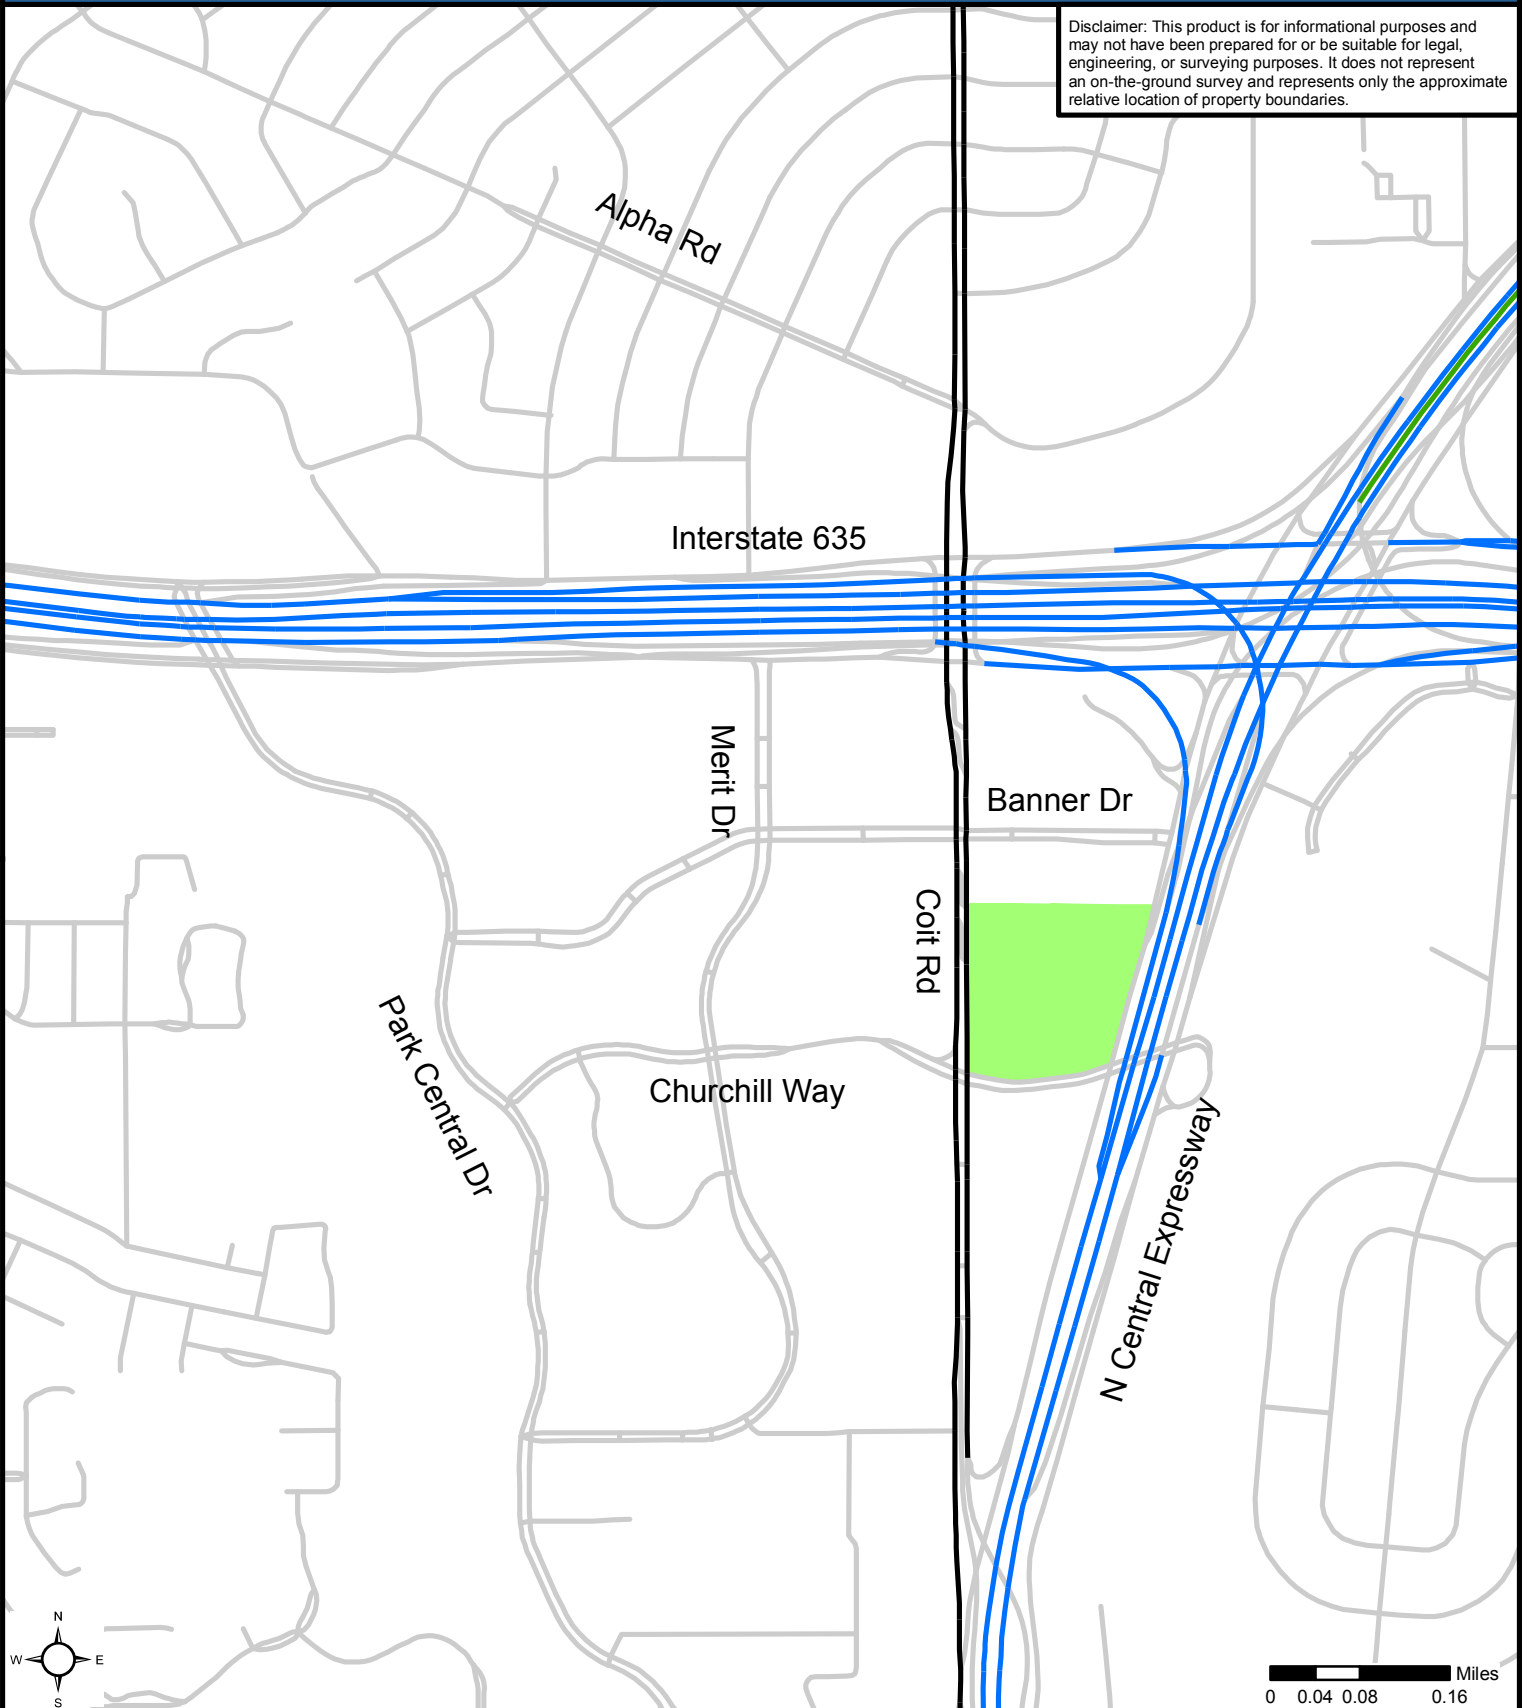 Disclaimer: This product is for informational purposes and
may not have been prepared for or be suitable for legal,
engineering, or surveying purposes. It does not represent
an on-the-ground survey and represents only the approximate
relative location of property boundaries.
Alpha Rd
Interstate 635
Merit Dr
Banner Dr
Coit Rd
Park Central Dr
Churchill Way
N Central Expressway
N
W E
S
Miles
0 0.04 0.08 0.16